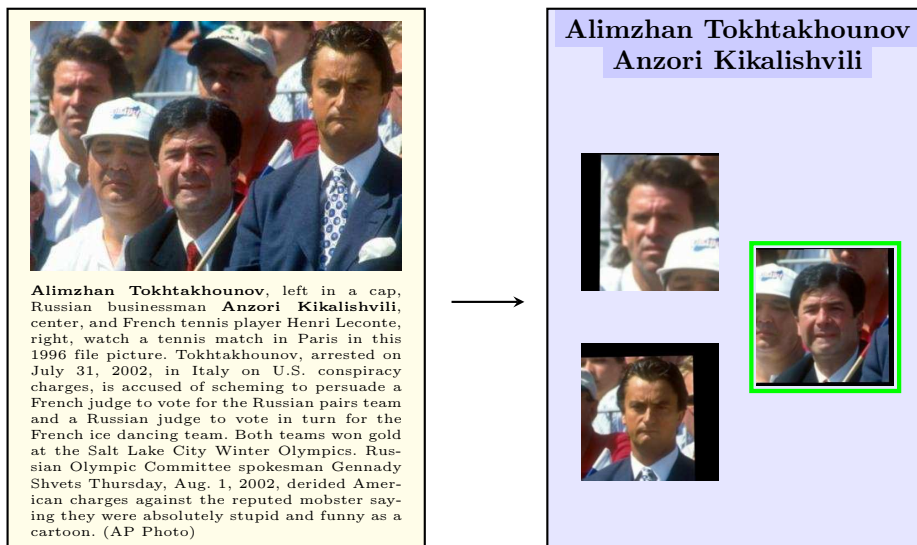 Alimzhan Tokhtakhounov, left in a cap,
Russian businessman Anzori Kikalishvili,
center, and French tennis player Henri Leconte,
right, watch a tennis match in Paris in this
1996 file picture. Tokhtakhounov, arrested on
July 31, 2002, in Italy on U.S. conspiracy
charges, is accused of scheming to persuade a
French judge to vote for the Russian pairs team
and a Russian judge to vote in turn for the
French ice dancing team. Both teams won gold
at the Salt Lake City Winter Olympics. Rus-
sian Olympic Committee spokesman Gennady
Shvets Thursday, Aug. 1, 2002, derided Amer-
ican charges against the reputed mobster say-
ing they were absolutely stupid and funny as a
cartoon. (AP Photo)
Alimzhan Tokhtakhounov
Anzori Kikalishvili